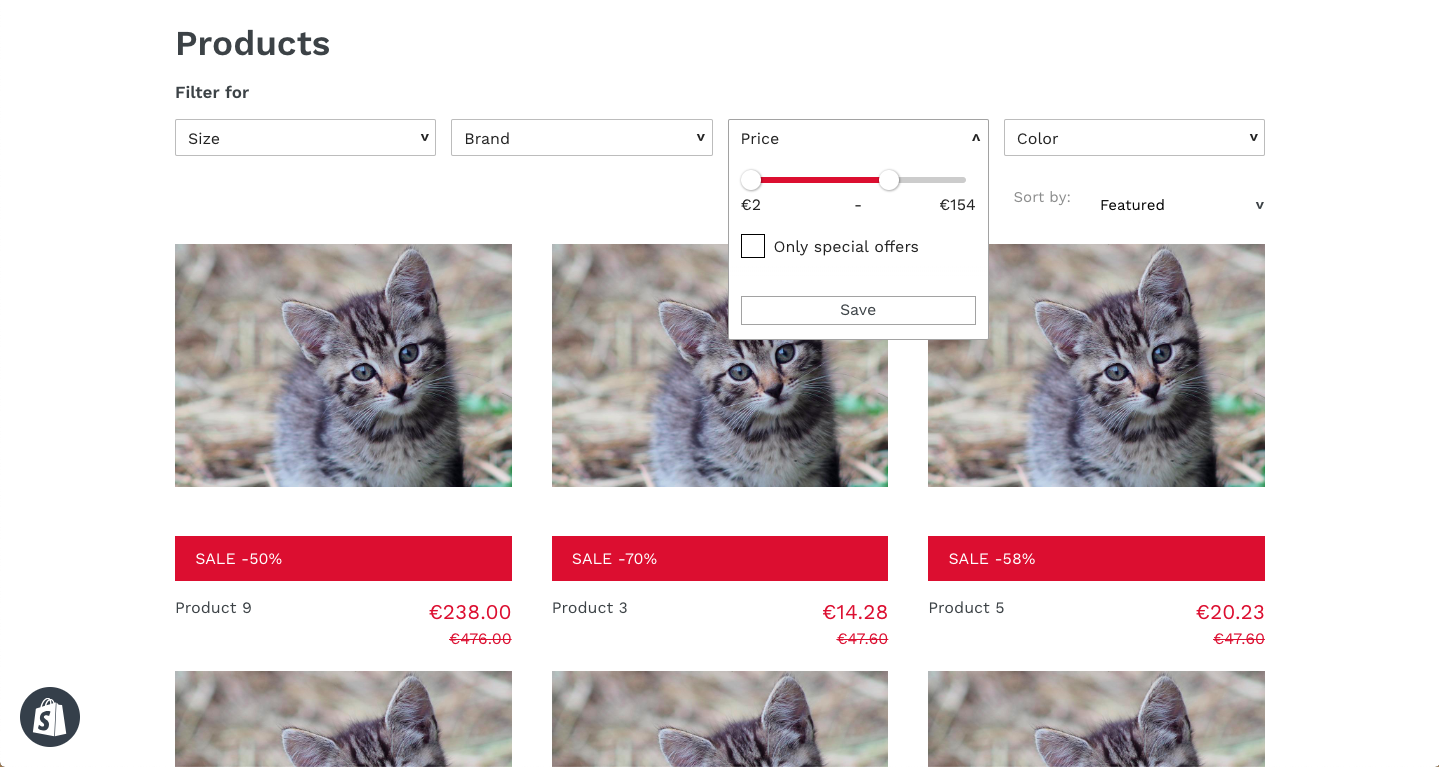 Products
Filter for
Size v
Brand v
Price ʌ
Color v
€2 - €154
Sort by: Featured v
Only special offers
Save
SALE -50%
SALE -70%
SALE -58%
Product 9 €238.00
€476.00
Product 3 €14.28
€47.60
Product 5 €20.23
€47.60
S